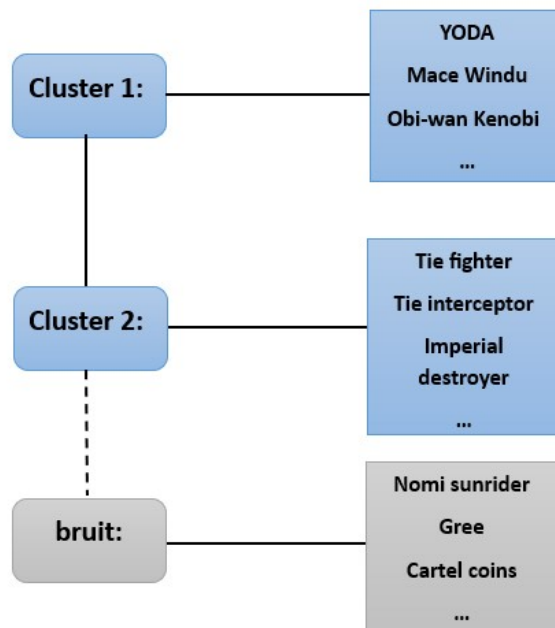 Cluster 1:
YODA
Mace Windu
Obi-wan Kenobi
...
Cluster 2:
Tie fighter
Tie interceptor
Imperial
destroyer
...
bruit:
Nomi sunrider
Gree
Cartel coins
...